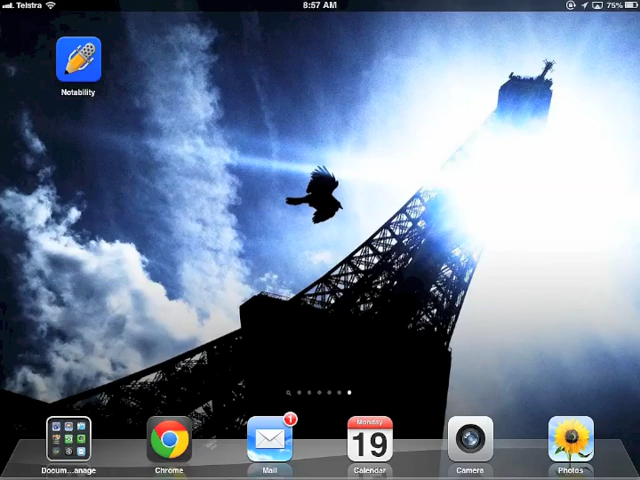 Telstra
8:57 AM
75%
Notability
1
Monday
19
Docum...anage
Chrome
Mail
Calendar
Camera
Photos